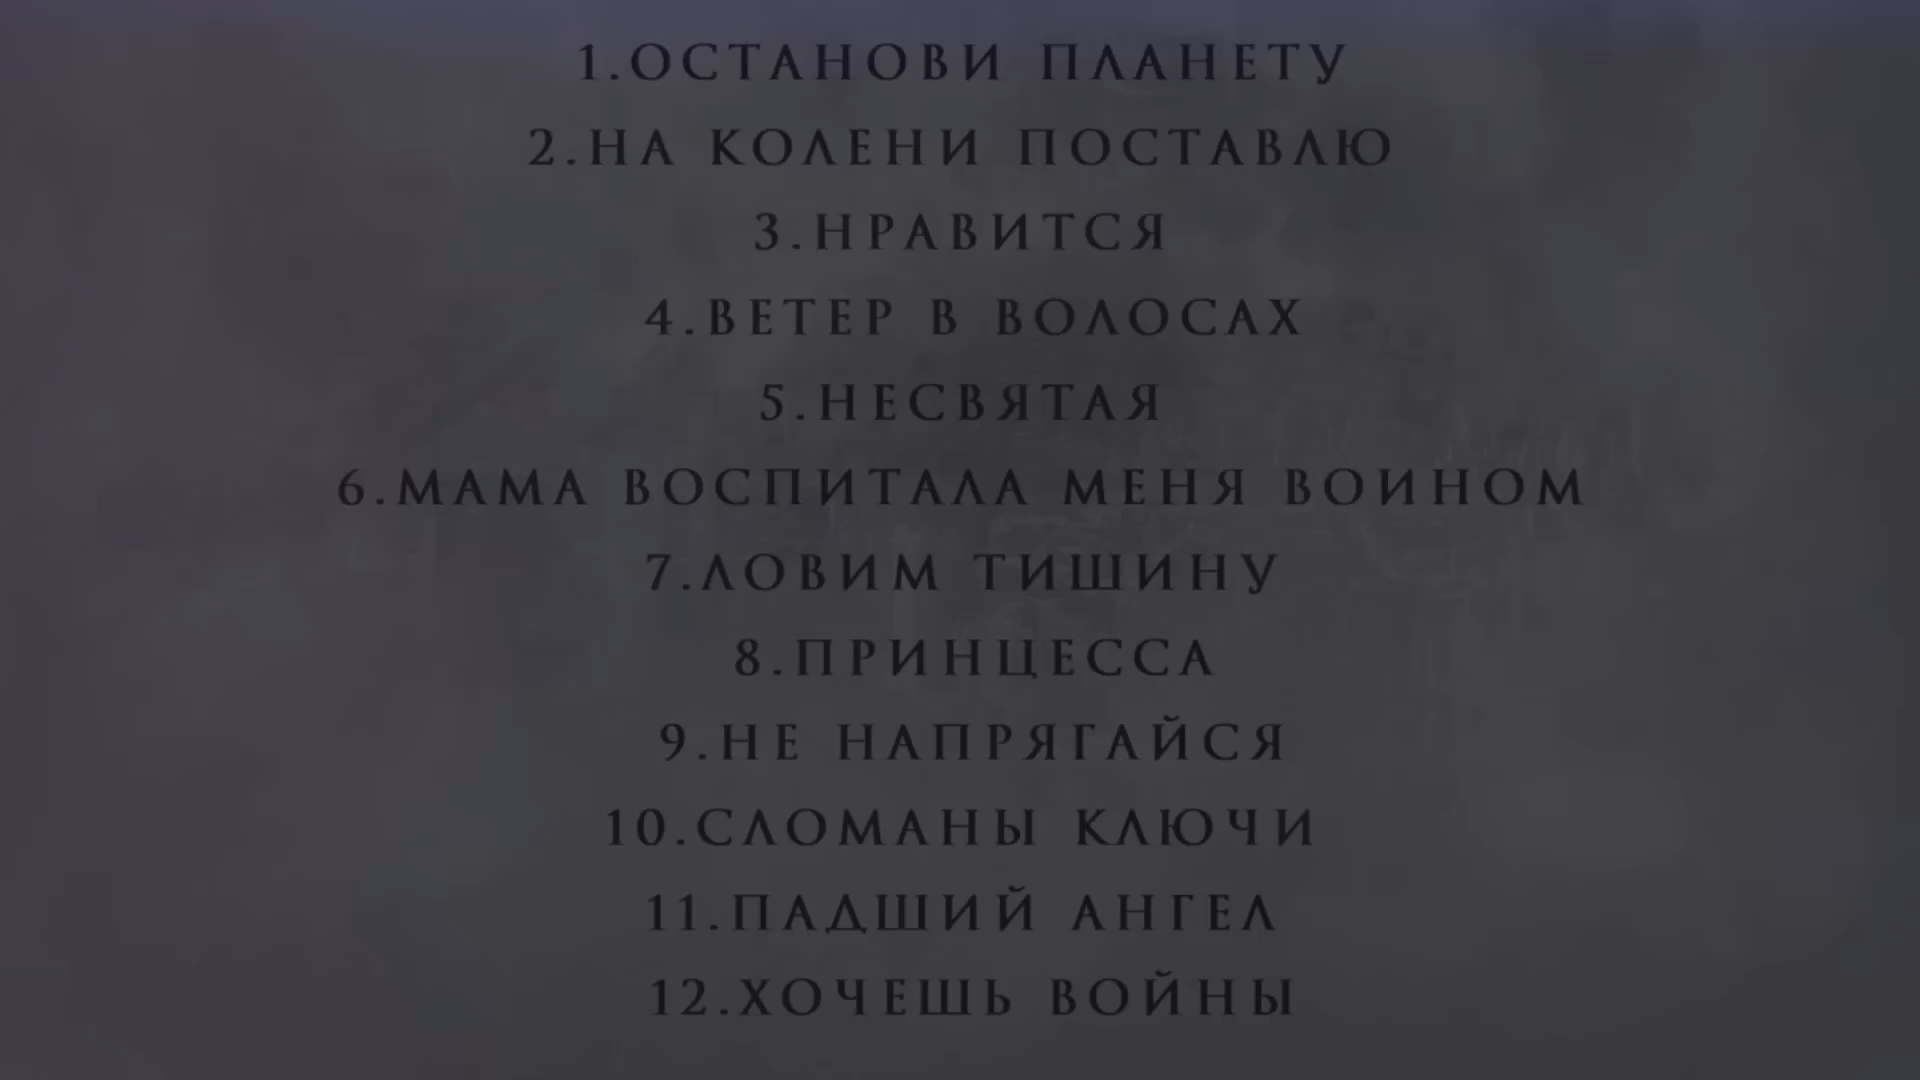 1.ОСТАНОВИ ПЛАНЕТУ
2.НА КОЛЕНИ ПОСТАВЛЮ
3.НРАВИТСЯ
4.ВЕТЕР В ВОЛОСАХ
5.НЕСВЯТАЯ
6.МАМА ВОСПИТАЛА МЕНЯ ВОИНОМ
7.ЛОВИМ ТИШИНУ
8.ПРИНЦЕССА
9.НЕ НАПРЯГАЙСЯ
10.СЛОМАНЫ КЛЮЧИ
11.ПАДШИЙ АНГЕЛ
12.ХОЧЕШЬ ВОЙНЫ